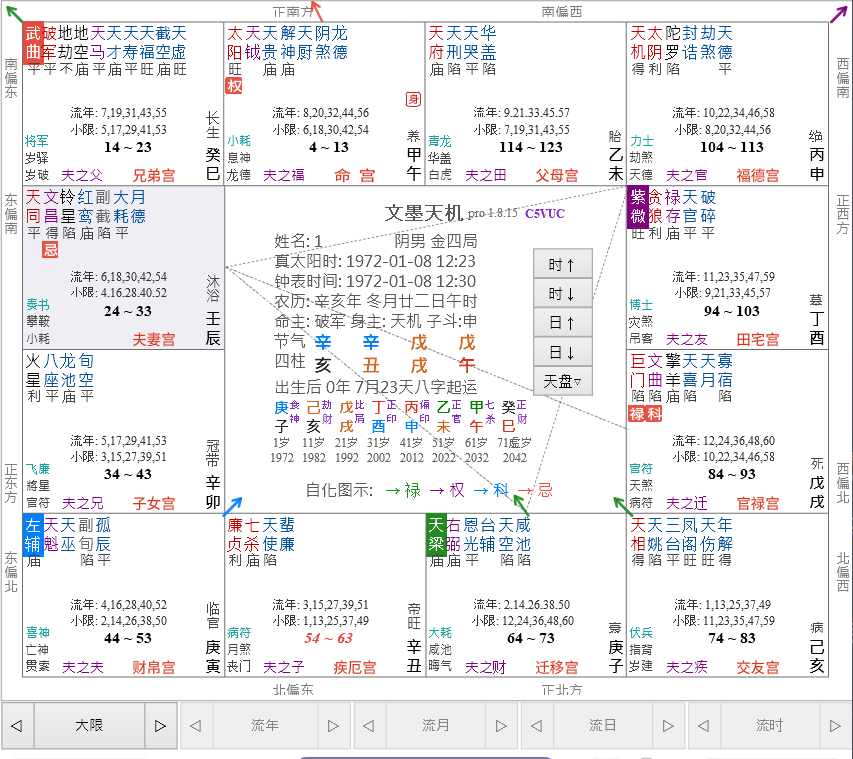 正南方 南偏西
南偏东
西偏南
武破地地天天天天截天
曲军劫空马才寿福空虚
平平不庙平庙平旺庙旺
流年: 7,19,31,43,55
小限: 5,17,29,41,53
14 ~ 23
将军
岁驿
岁破
夫之父
兄弟宫
长生
癸巳
太天天解天阴龙
阳钺贵神厨煞德
旺 庙庙
权
身
流年: 8,20,32,44,56
小限: 6,18,30,42,54
4 ~ 13
小耗
息神
龙德
夫之福
命 宫
养
甲午
天天天华
府刑哭盖
庙陷平陷
流年: 9.21.33.45.57
小限: 7,19,31,43,55
114 ~ 123
青龙
华盖
白虎
夫之田
父母宫
胎
乙未
天太陀封劫天
机阴罗诰煞德
得利陷 平
流年: 10,22,34,46,58
小限: 8,20,32,44,56
104 ~ 113
力士
劫煞
天德
夫之官
福德宫
绝
丙申
东偏南
正西方
天文铃红副大月
同昌星鸾截耗德
平得陷庙陷平
忌
流年: 6,18,30,42,54
小限: 4.16.28.40.52
24 ~ 33
奏书
攀鞍
小耗
夫妻宫
沐浴
壬辰
文墨天机 pro 1.8.15 C5VUC
姓名: 1 阴男 金四局
真太阳时: 1972-01-08 12:23
钟表时间: 1972-01-08 12:30
农历: 辛亥年 冬月廿二日午时
命主: 破军 身主: 天机 子斗:申
节气 辛 辛 戊 戊
四柱 亥 丑 戌 午
出生后 0年 7月23天八字起运
庚食神 己劫财 戊比肩 丁正印 丙偏印 乙正官 甲七杀 癸正财
子 亥 戌 酉 申 未 午 巳
1岁 11岁 21岁 31岁 41岁 51岁 61岁 71虚岁
1972 1982 1992 2002 2012 2022 2032 2042
自化图示: →禄 →权 →科 →忌
时↑
时↓
日↑
日↓
天盘▿
紫贪禄天破
微狼存官碎
旺利庙平平
流年: 11,23,35,47,59
小限: 9,21,33,45,57
94 ~ 103
博士
灾煞
吊客
夫之友
田宅宫
墓
丁酉
正东方
西偏北
火八龙旬
星座池空
利平庙平
流年: 5,17,29,41,53
小限: 3,15,27,39,51
34 ~ 43
飞廉
将星
官符
夫之兄
子女宫
冠带
辛卯
巨文擎天天寡
门曲羊喜月宿
陷陷庙陷陷陷
禄科
流年: 12,24,36,48,60
小限: 10,22,34,46,58
84 ~ 93
官符
天煞
病符
夫之迁
官禄宫
死
戊戌
东偏北
北偏西
左天天副孤
辅魁巫旬辰
庙 陷平
流年: 4,16,28,40,52
小限: 2,14,26,38,50
44 ~ 53
喜神
亡神
贯索
夫之夫
财帛宫
临官
庚寅
廉七天蜚
贞杀使廉
利庙陷
流年: 3,15,27,39,51
小限: 1,13,25,37,49
54 ~ 63
病符
月煞
丧门
夫之子
疾厄宫
帝旺
辛丑
天右恩台天咸
梁弼光辅空池
庙庙平 陷陷
流年: 2.14.26.38.50
小限: 12,24,36,48,60
64 ~ 73
大耗
咸池
晦气
夫之财
迁移宫
衰
庚子
天天三凤天年
相姚台阁伤解
得陷平旺旺得
流年: 1,13,25,37,49
小限: 11,23,35,47,59
74 ~ 83
伏兵
指背
岁建
夫之疾
交友宫
病
己亥
北偏东 正北方
◁ 大限 ▷ ◁ 流年 ▷ ◁ 流月 ▷ ◁ 流日 ▷ ◁ 流时 ▷